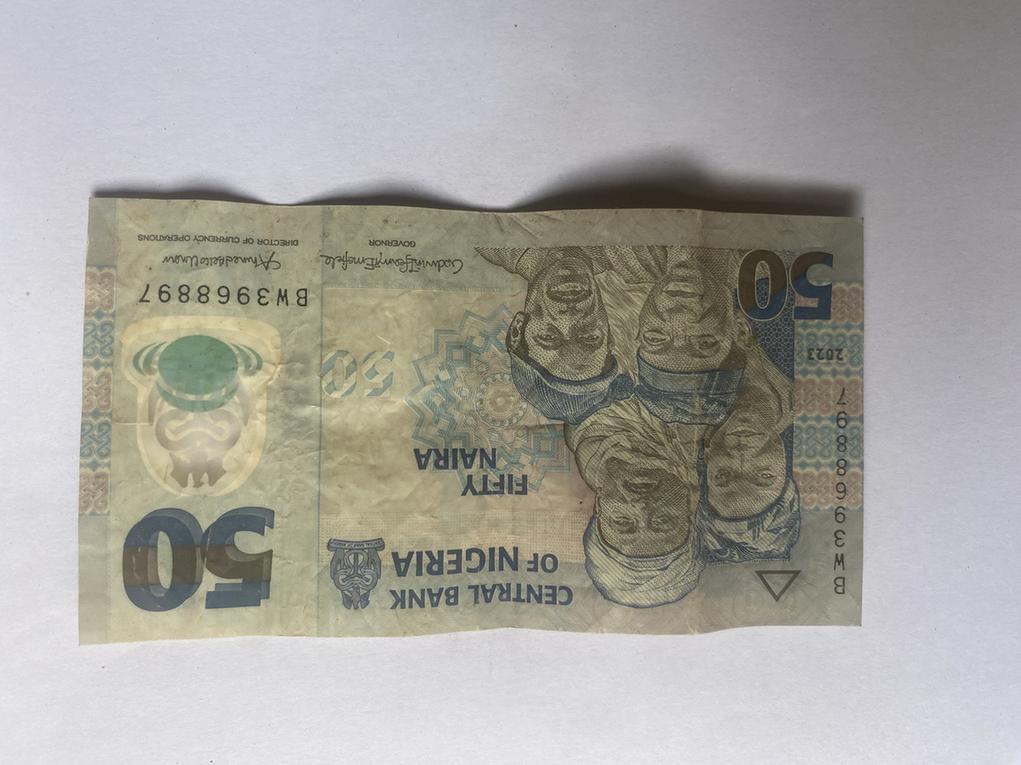 CENTRAL BANK
OF NIGERIA
50
FIFTY
NAIRA
50
BW3968897
2023
50
BW3968897
GOVERNOR
DIRECTOR OF CURRENCY OPERATIONS